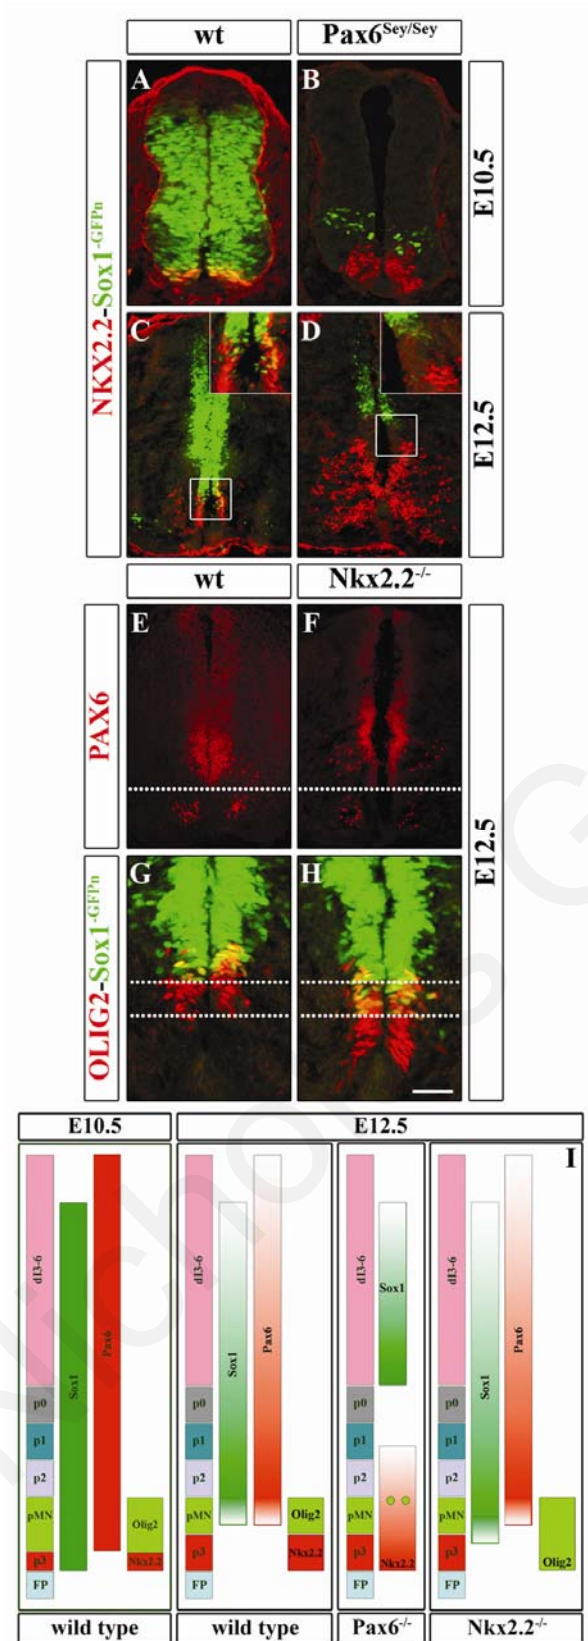 wt
Pax6Sey/Sey
NKX2.2-Sox1-GFPn
A
B
E10.5
C
D
E12.5
wt
Nkx2.2-/-
PAX6
E
F
OLIG2-Sox1-GFPn
G
H
E12.5
E10.5
E12.5
I
dI3-6
p0
p1
p2
pMN
p3
FP
Sox1
Pax6
Olig2
Nkx2.2
dI3-6
p0
p1
p2
pMN
p3
FP
Sox1
Pax6
Olig2
Nkx2.2
dI3-6
p0
p1
p2
pMN
p3
FP
Sox1
Nkx2.2
dI3-6
p0
p1
p2
pMN
p3
FP
Sox1
Pax6
Olig2
wild type
wild type
Pax6-/-
Nkx2.2-/-